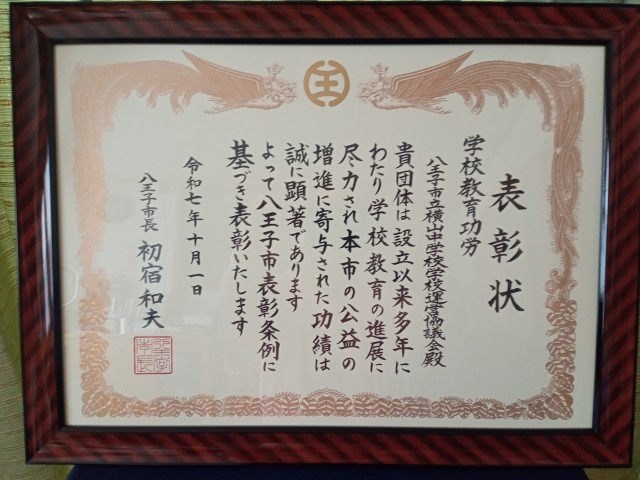 表彰状
学校教育功労
八王子市立横山中学校学校運営協議会殿
貴団体は設立以来多年に
わたり学校教育の進展に
尽力され本市の公益の
増進に寄与された功績は
誠に顕著であります
よって八王子市表彰条例に
基づき表彰いたします
令和七年十月一日
八王子市長 初宿和夫